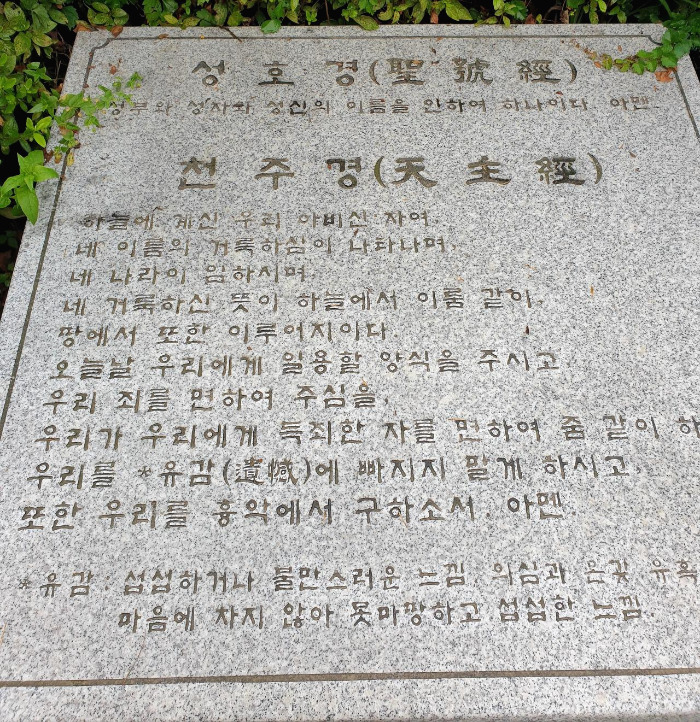 성호경(聖號經)
성부와 성자와 성신의 이름을 인하여 하나이다. 아멘.
천주경(天主經)
하늘에 계신 우리 아비신 자여.
네 이름의 거룩하심이 나타나며.
네 나라이 임하시며.
네 거룩하신 뜻이 하늘에서 이룸 같이.
땅에서 또한 이루어지이다.
오늘날 우리에게 일용할 양식을 주시고
우리 죄를 면하여 주심을.
우리가 우리에게 득죄한 자를 면하여 줌 같이 하
우리를 *유감(遺憾)에 빠지지 말게 하시고.
또한 우리를 흉악에서 구하소서. 아멘.
*유감: 섭섭하거나 불만스러운 느낌. 의심과 온갖 유혹
마음에 차지 않아 못마땅하고 섭섭한 느낌.